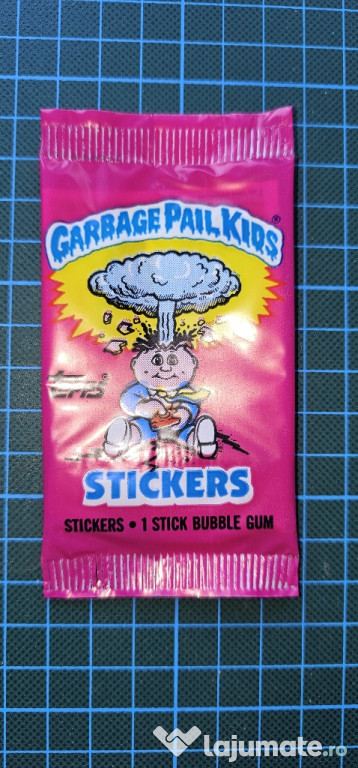 GARBAGE PAIL KIDS®
topps
STICKERS
STICKERS • 1 STICK BUBBLE GUM
lajumate.ro